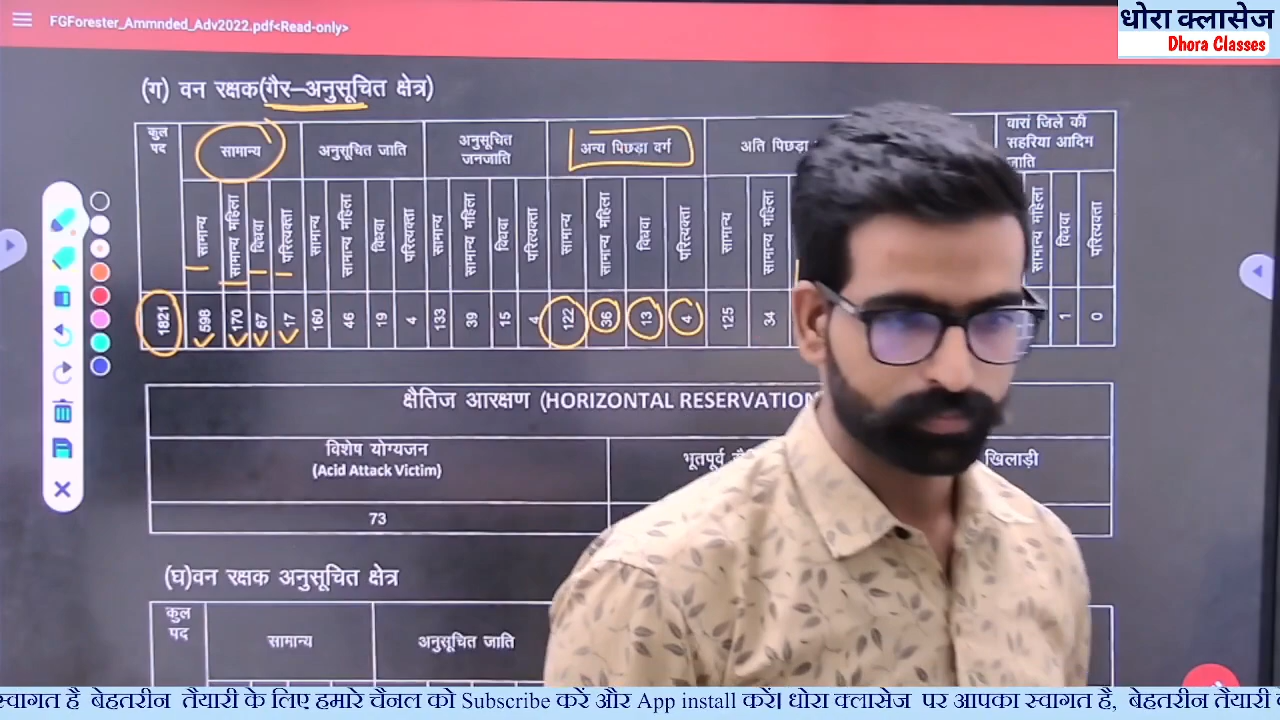 FGForester_Ammnded_Adv2022.pdf<Read-only>
धोरा क्लासेज
Dhora Classes
(ग) वन रक्षक(गैर–अनुसूचित क्षेत्र)
कुल पद सामान्य अनुसूचित जाति अनुसूचित जनजाति अन्य पिछड़ा वर्ग अति पिछड़ा बारां जिले की सहरिया आदिम जाति
सामान्य सामान्य महिला विधवा परित्यक्ता सामान्य सामान्य महिला विधवा परित्यक्ता सामान्य सामान्य महिला विधवा परित्यक्ता सामान्य सामान्य महिला विधवा परित्यक्ता सामान्य सामान्य महिला सामान्य महिला विधवा परित्यक्ता
1821 598 170 67 17 160 46 19 4 133 39 15 4 122 36 13 4 125 34 1 0
क्षैतिज आरक्षण (HORIZONTAL RESERVATION
विशेष योग्यजन
(Acid Attack Victim)
भूतपूर्व खिलाड़ी
73
(घ)वन रक्षक अनुसूचित क्षेत्र
कुल पद सामान्य अनुसूचित जाति
स्वागत है बेहतरीन तैयारी के लिए हमारे चैनल को Subscribe करें और App install करें। धोरा क्लासेज पर आपका स्वागत है, बेहतरीन तैयारी